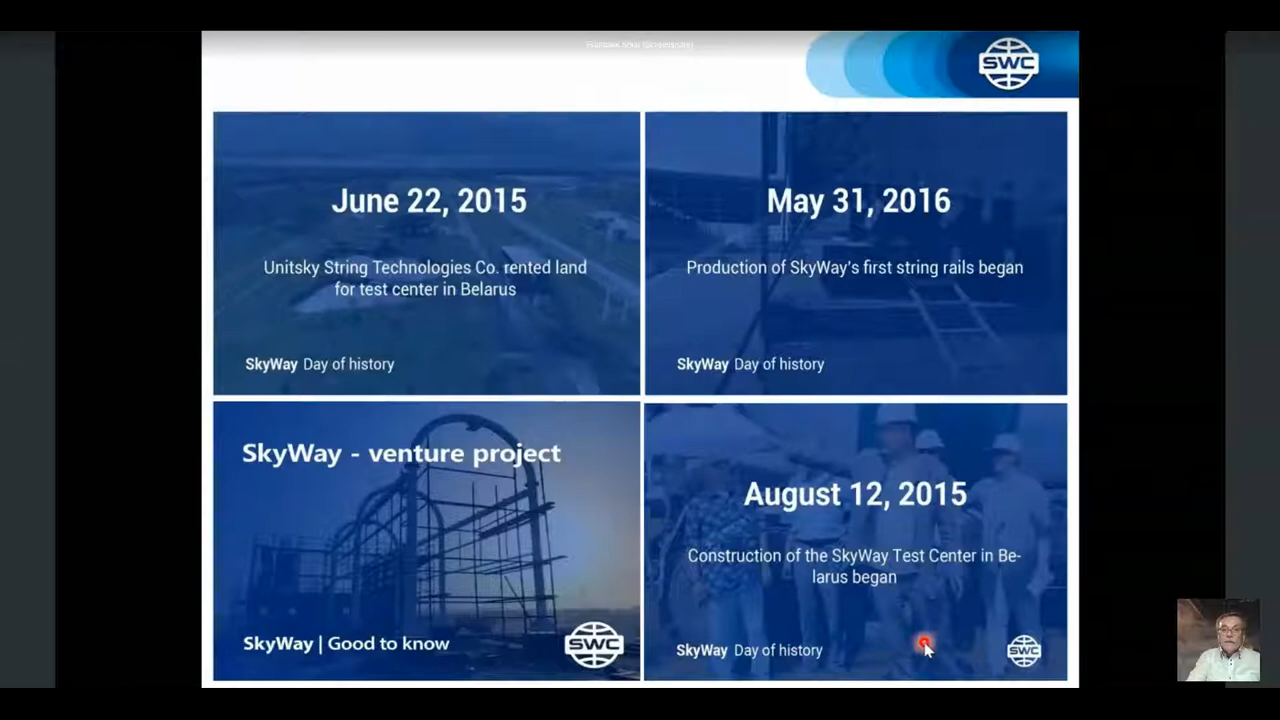 SWC
June 22, 2015
Unitsky String Technologies Co. rented land
for test center in Belarus
SkyWay Day of history
May 31, 2016
Production of SkyWay's first string rails began
SkyWay Day of history
SkyWay - venture project
SkyWay | Good to know
SWC
August 12, 2015
Construction of the SkyWay Test Center in Be-
larus began
SkyWay Day of history
SWC